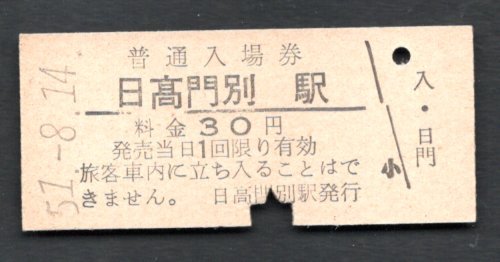 51.-8.14
普通入場券
日高門別 駅
料金30円
発売当日1回限り有効
旅客車内に立ち入ることはで
きません。 日高門別駅発行
入・日門
小